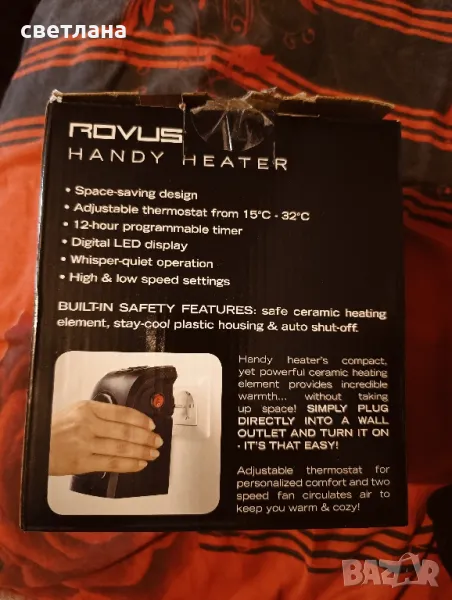 светлана
ROVUS
HANDY HEATER
• Space-saving design
• Adjustable thermostat from 15°C - 32°C
• 12-hour programmable timer
• Digital LED display
• Whisper-quiet operation
• High & low speed settings
BUILT-IN SAFETY FEATURES: safe ceramic heating
element, stay-cool plastic housing & auto shut-off.
Handy heater's compact,
yet powerful ceramic heating
element provides incredible
warmth... without taking
up space! SIMPLY PLUG
DIRECTLY INTO A WALL
OUTLET AND TURN IT ON
- IT'S THAT EASY!
Adjustable thermostat for
personalized comfort and two
speed fan circulates air to
keep you warm & cozy!
BAZAR.BG